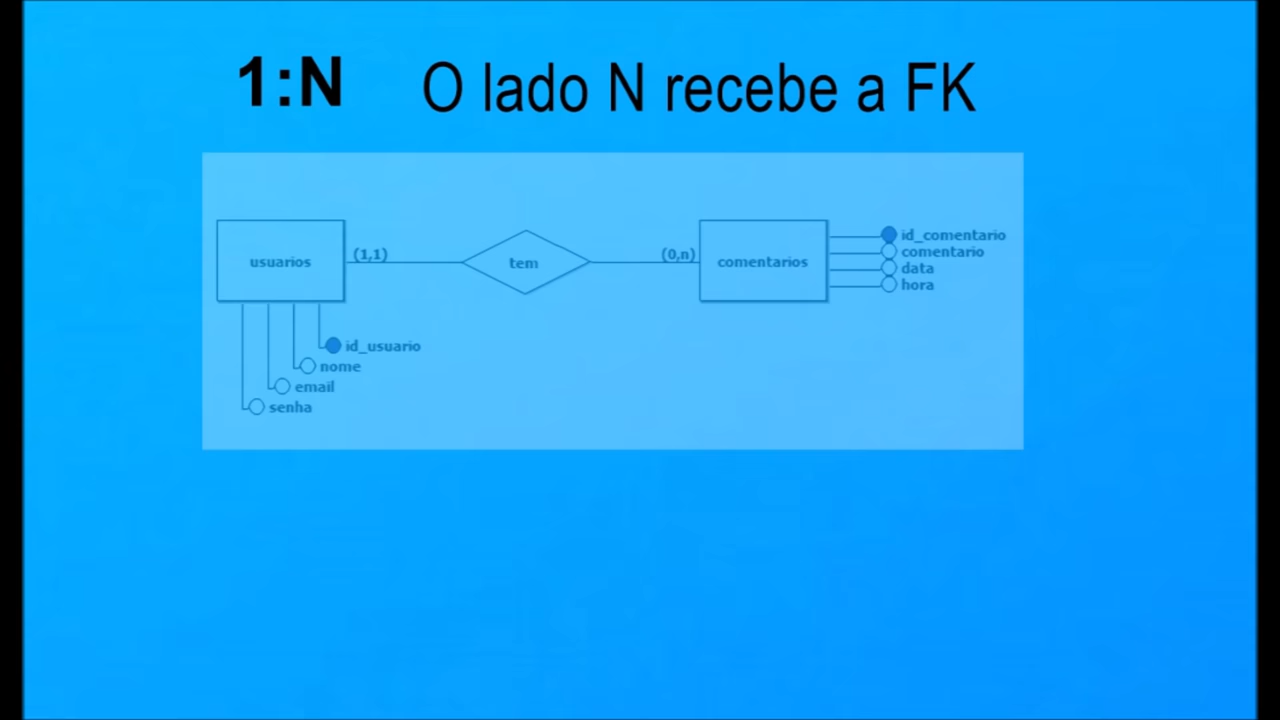 1:N O lado N recebe a FK
usuarios (1,1) tem (0,n) comentarios
id_comentario
comentario
data
hora
id_usuario
nome
email
senha